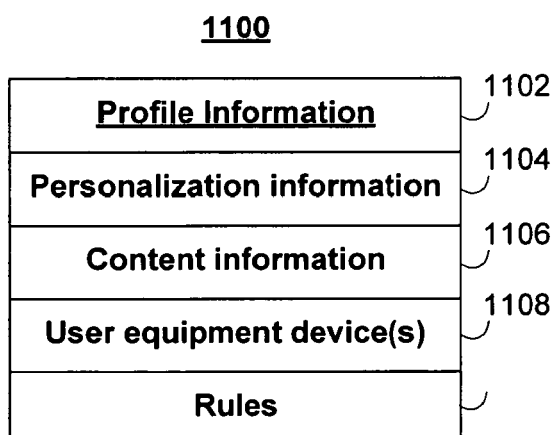 1100
Profile Information
1102
Personalization information
1104
Content information
1106
User equipment device(s)
1108
Rules